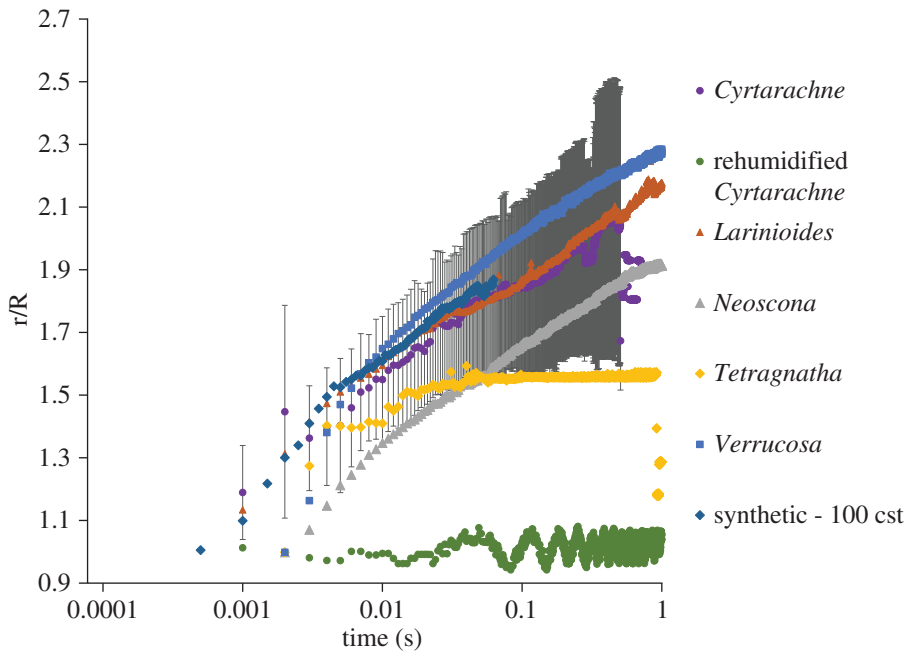 2.7
2.5
2.3
2.1
1.9
1.7
1.5
1.3
1.1
0.9
r/R
0.0001
0.001
0.01
0.1
1
time (s)
Cyrtarachne
rehumidified
Cyrtarachne
Larinioides
Neoscona
Tetragnatha
Verrucosa
synthetic - 100 cst